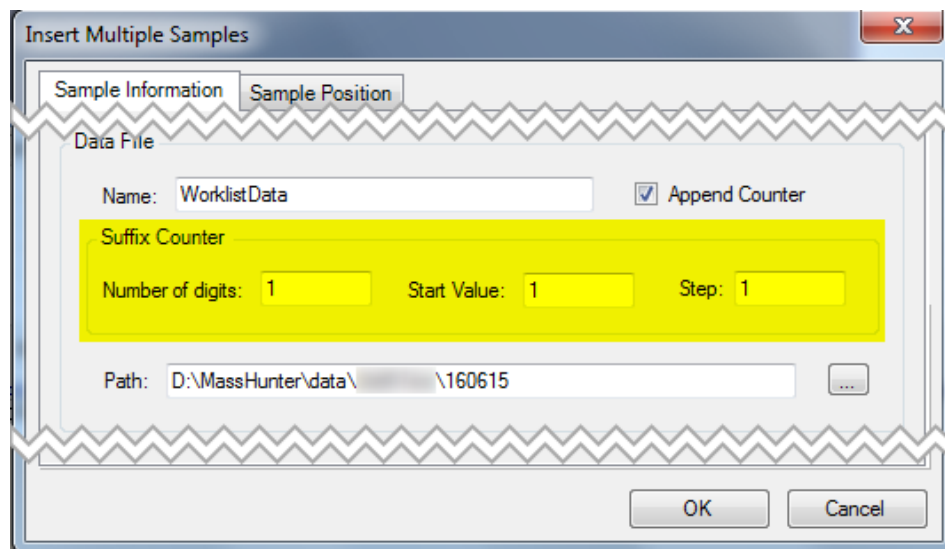 Insert Multiple Samples
Sample Information Sample Position
Data File
Name: WorklistData Append Counter
Suffix Counter
Number of digits: 1 Start Value: 1 Step: 1
Path: D:\MassHunter\data\ \160615 ...
OK Cancel